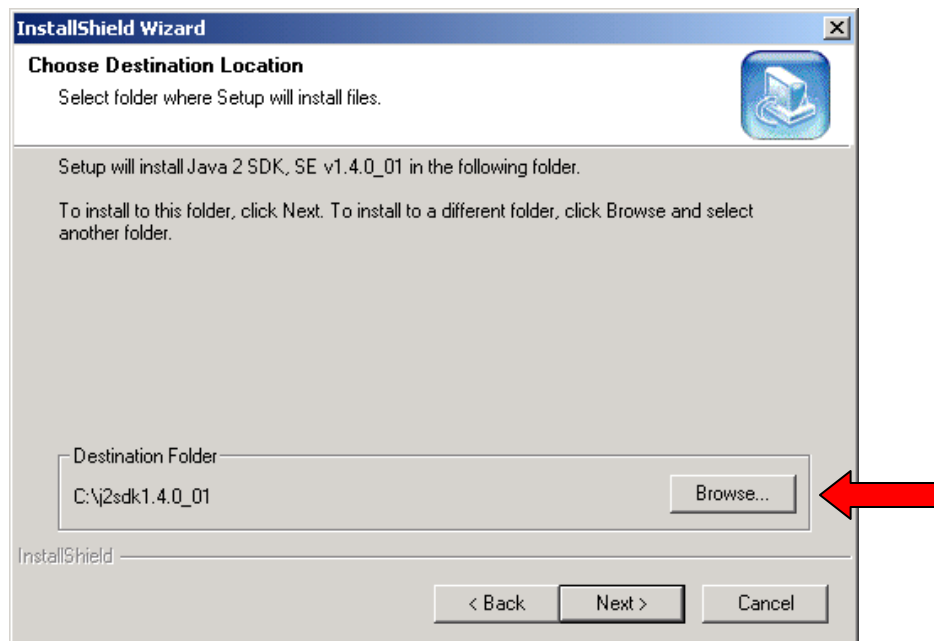 InstallShield Wizard
Choose Destination Location
Select folder where Setup will install files.
Setup will install Java 2 SDK, SE v1.4.0_01 in the following folder.
To install to this folder, click Next. To install to a different folder, click Browse and select
another folder.
Destination Folder
C:\j2sdk1.4.0_01
Browse...
InstallShield
< Back
Next >
Cancel